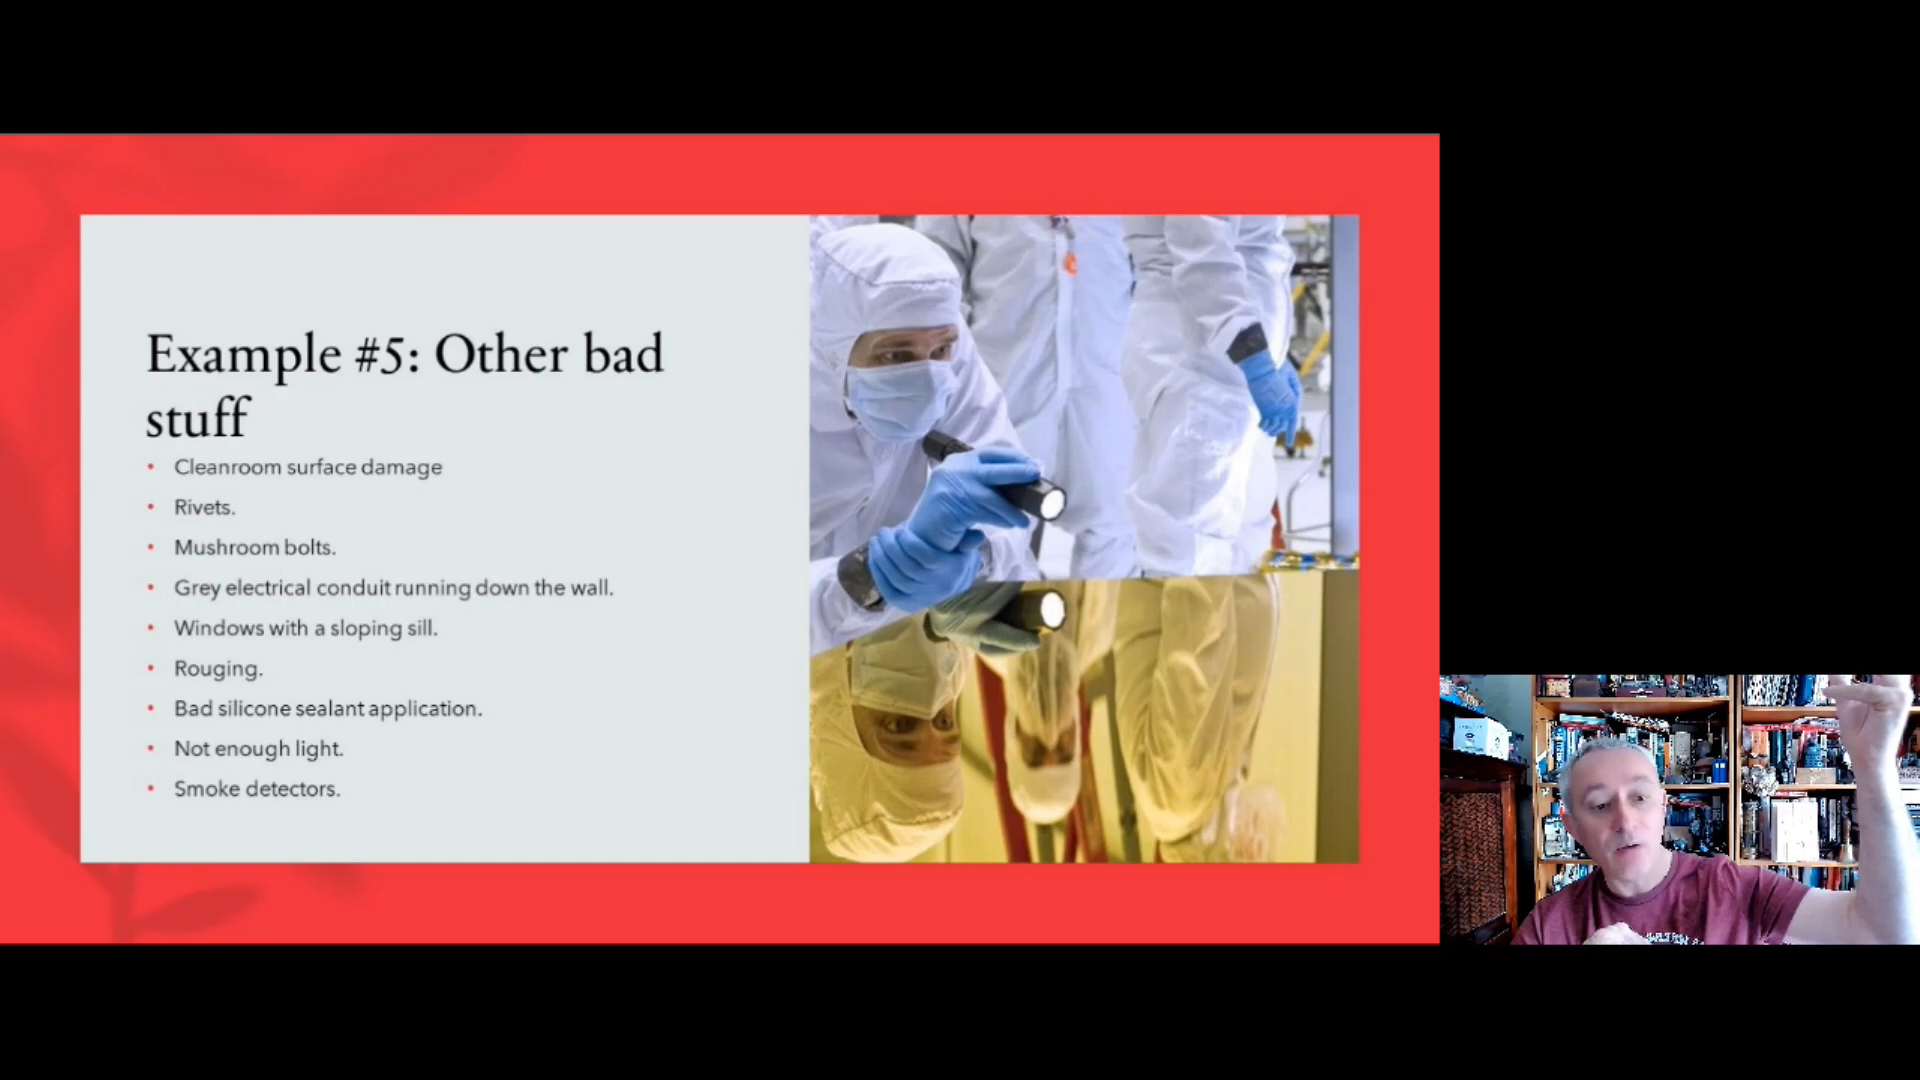 Example #5: Other bad
stuff
• Cleanroom surface damage
• Rivets.
• Mushroom bolts.
• Grey electrical conduit running down the wall.
• Windows with a sloping sill.
• Rouging.
• Bad silicone sealant application.
• Not enough light.
• Smoke detectors.